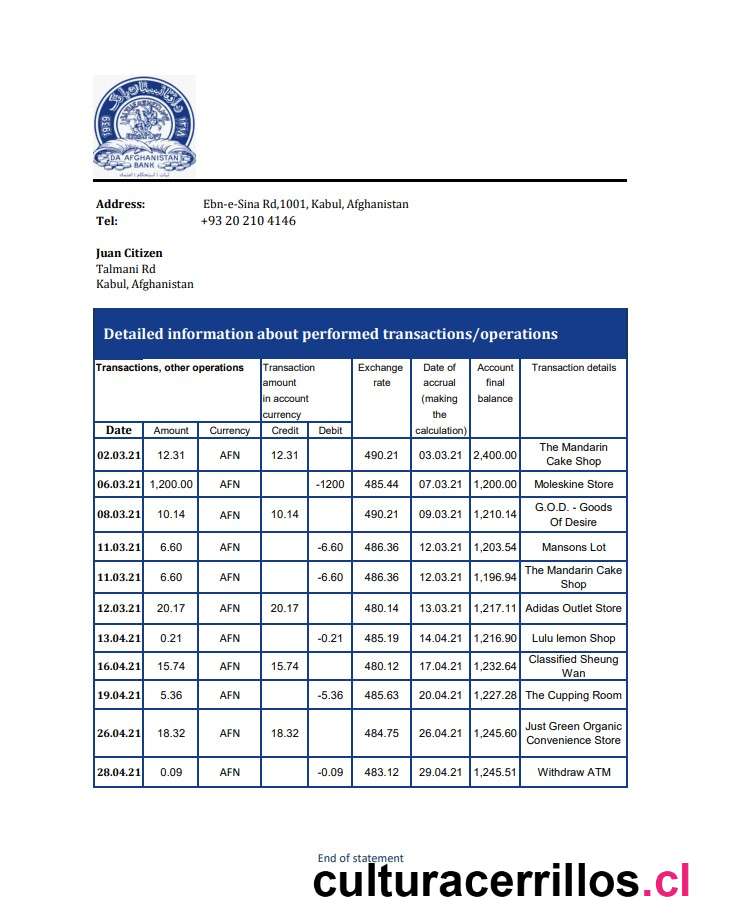 د افغانستان بانک
1939
١٣١٨
DA AFGHANISTAN
BANK
ثبات | استحکام | اعتماد
Address: Ebn-e-Sina Rd,1001, Kabul, Afghanistan
Tel: +93 20 210 4146
Juan Citizen
Talmani Rd
Kabul, Afghanistan
Detailed information about performed transactions/operations
Transactions, other operations Transaction amount in account currency Exchange rate Date of accrual (making the calculation) Account final balance Transaction details
Date Amount Currency Credit Debit
02.03.21 12.31 AFN 12.31 490.21 03.03.21 2,400.00 The Mandarin Cake Shop
06.03.21 1,200.00 AFN -1200 485.44 07.03.21 1,200.00 Moleskine Store
08.03.21 10.14 AFN 10.14 490.21 09.03.21 1,210.14 G.O.D. - Goods Of Desire
11.03.21 6.60 AFN -6.60 486.36 12.03.21 1,203.54 Mansons Lot
11.03.21 6.60 AFN -6.60 486.36 12.03.21 1,196.94 The Mandarin Cake Shop
12.03.21 20.17 AFN 20.17 480.14 13.03.21 1,217.11 Adidas Outlet Store
13.04.21 0.21 AFN -0.21 485.19 14.04.21 1,216.90 Lulu lemon Shop
16.04.21 15.74 AFN 15.74 480.12 17.04.21 1,232.64 Classified Sheung Wan
19.04.21 5.36 AFN -5.36 485.63 20.04.21 1,227.28 The Cupping Room
26.04.21 18.32 AFN 18.32 484.75 26.04.21 1,245.60 Just Green Organic Convenience Store
28.04.21 0.09 AFN -0.09 483.12 29.04.21 1,245.51 Withdraw ATM
End of statement
culturacerrillos.cl